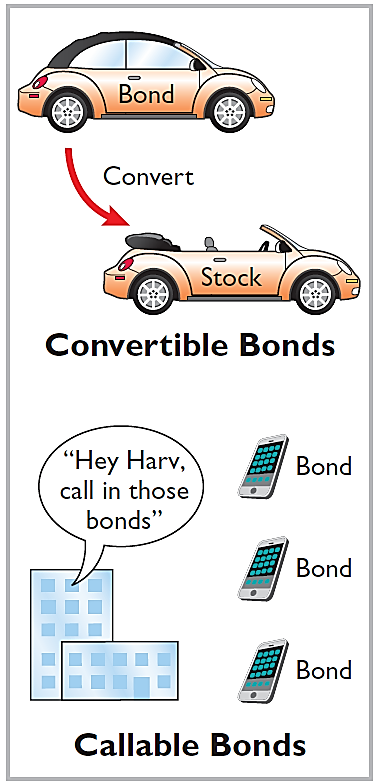 Bond
Convert
Stock
Convertible Bonds
“Hey Harv,
call in those
bonds”
Bond
Bond
Bond
Callable Bonds